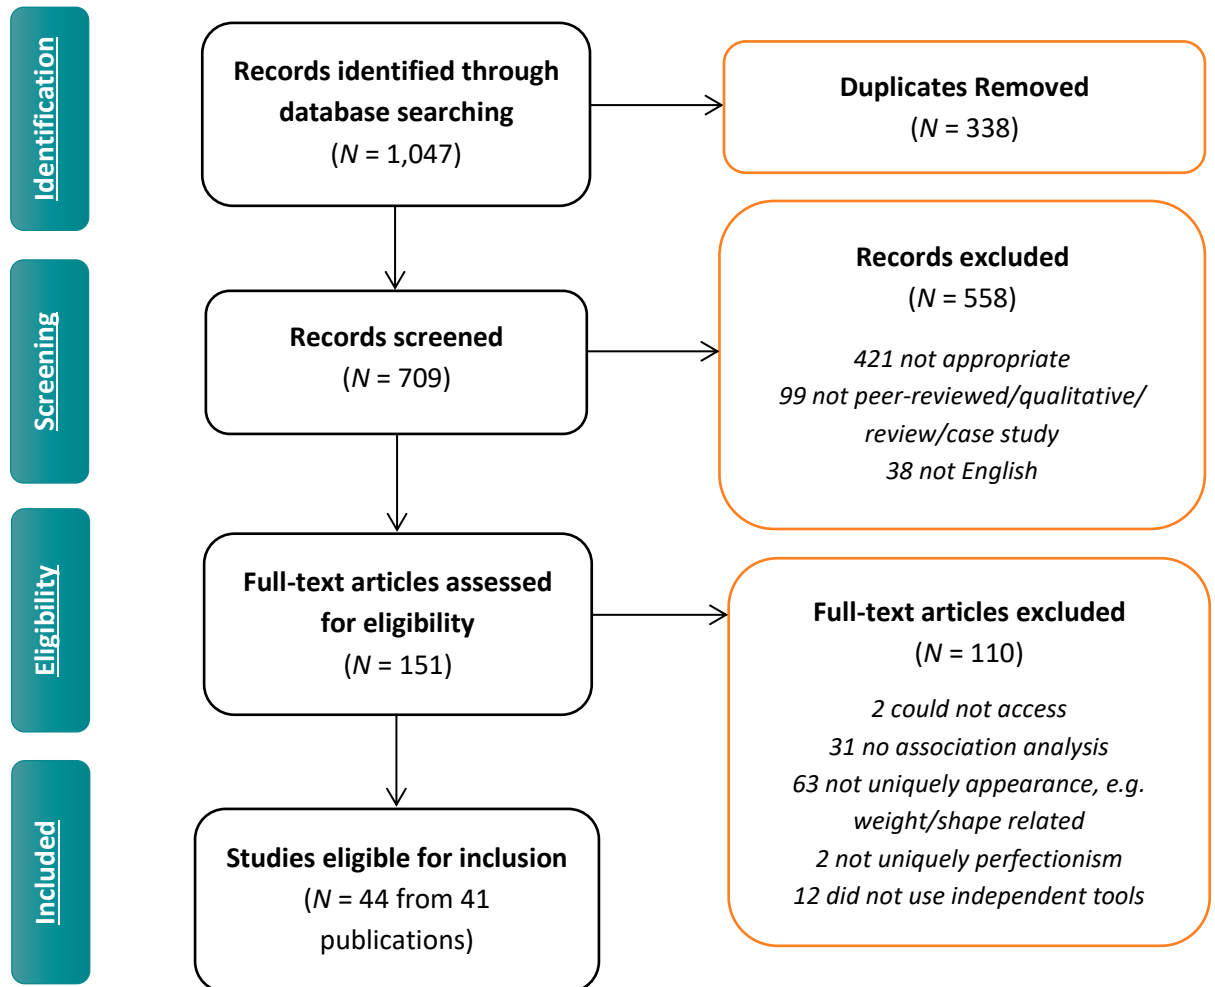 Identification
Records identified through
database searching
(N = 1,047)
Duplicates Removed
(N = 338)
Screening
Records screened
(N = 709)
Records excluded
(N = 558)
421 not appropriate
99 not peer-reviewed/qualitative/
review/case study
38 not English
Eligibility
Full-text articles assessed
for eligibility
(N = 151)
Full-text articles excluded
(N = 110)
2 could not access
31 no association analysis
63 not uniquely appearance, e.g.
weight/shape related
2 not uniquely perfectionism
12 did not use independent tools
Included
Studies eligible for inclusion
(N = 44 from 41
publications)